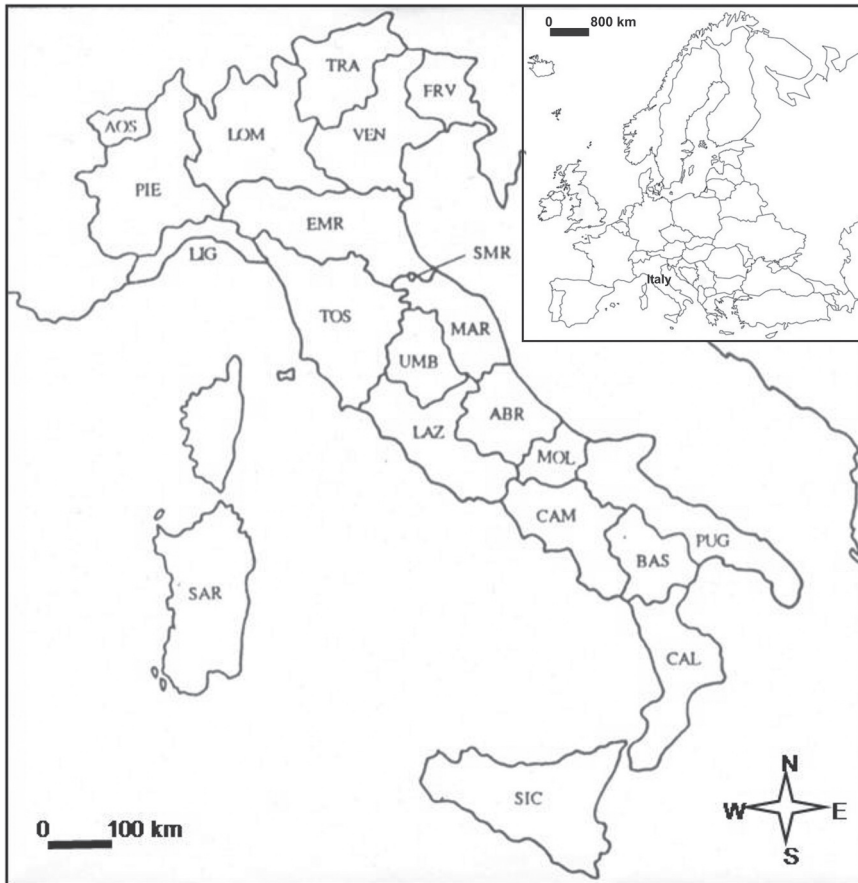 0 800 km
Italy
TRA
FRV
AOS
LOM
VEN
PIE
EMR
LIG
SMR
TOS
MAR
UMB
ABR
LAZ
MOL
CAM
PUG
BAS
SAR
CAL
SIC
N
W E
S
0 100 km